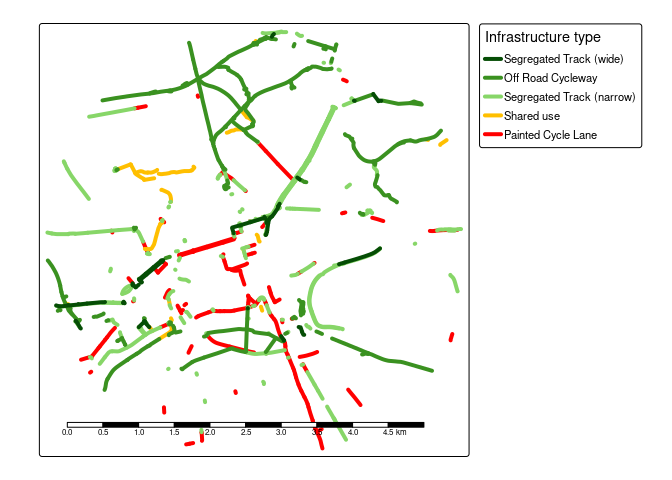 Infrastructure type
Segregated Track (wide)
Off Road Cycleway
Segregated Track (narrow)
Shared use
Painted Cycle Lane
0.0 0.5 1.0 1.5 2.0 2.5 3.0 3.5 4.0 4.5 km